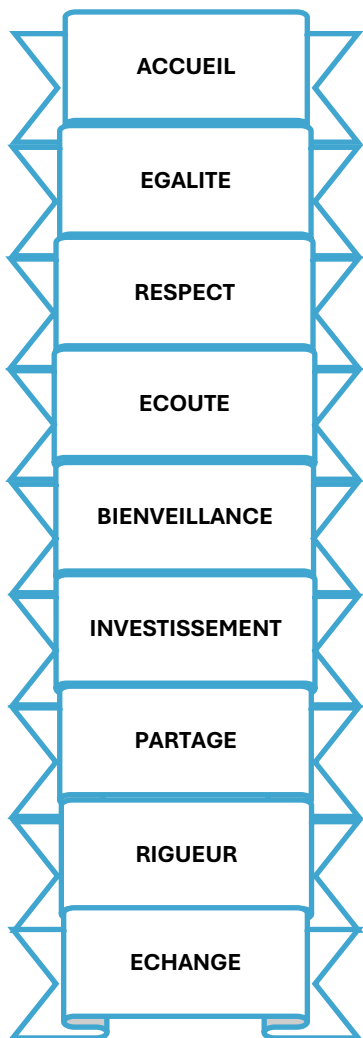 ACCUEIL
EGALITE
RESPECT
ECOUTE
BIENVEILLANCE
INVESTISSEMENT
PARTAGE
RIGUEUR
ECHANGE